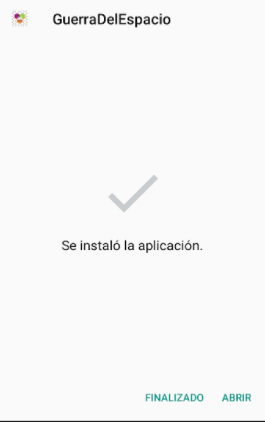 GuerraDelEspacio
Se instaló la aplicación.
FINALIZADO ABRIR